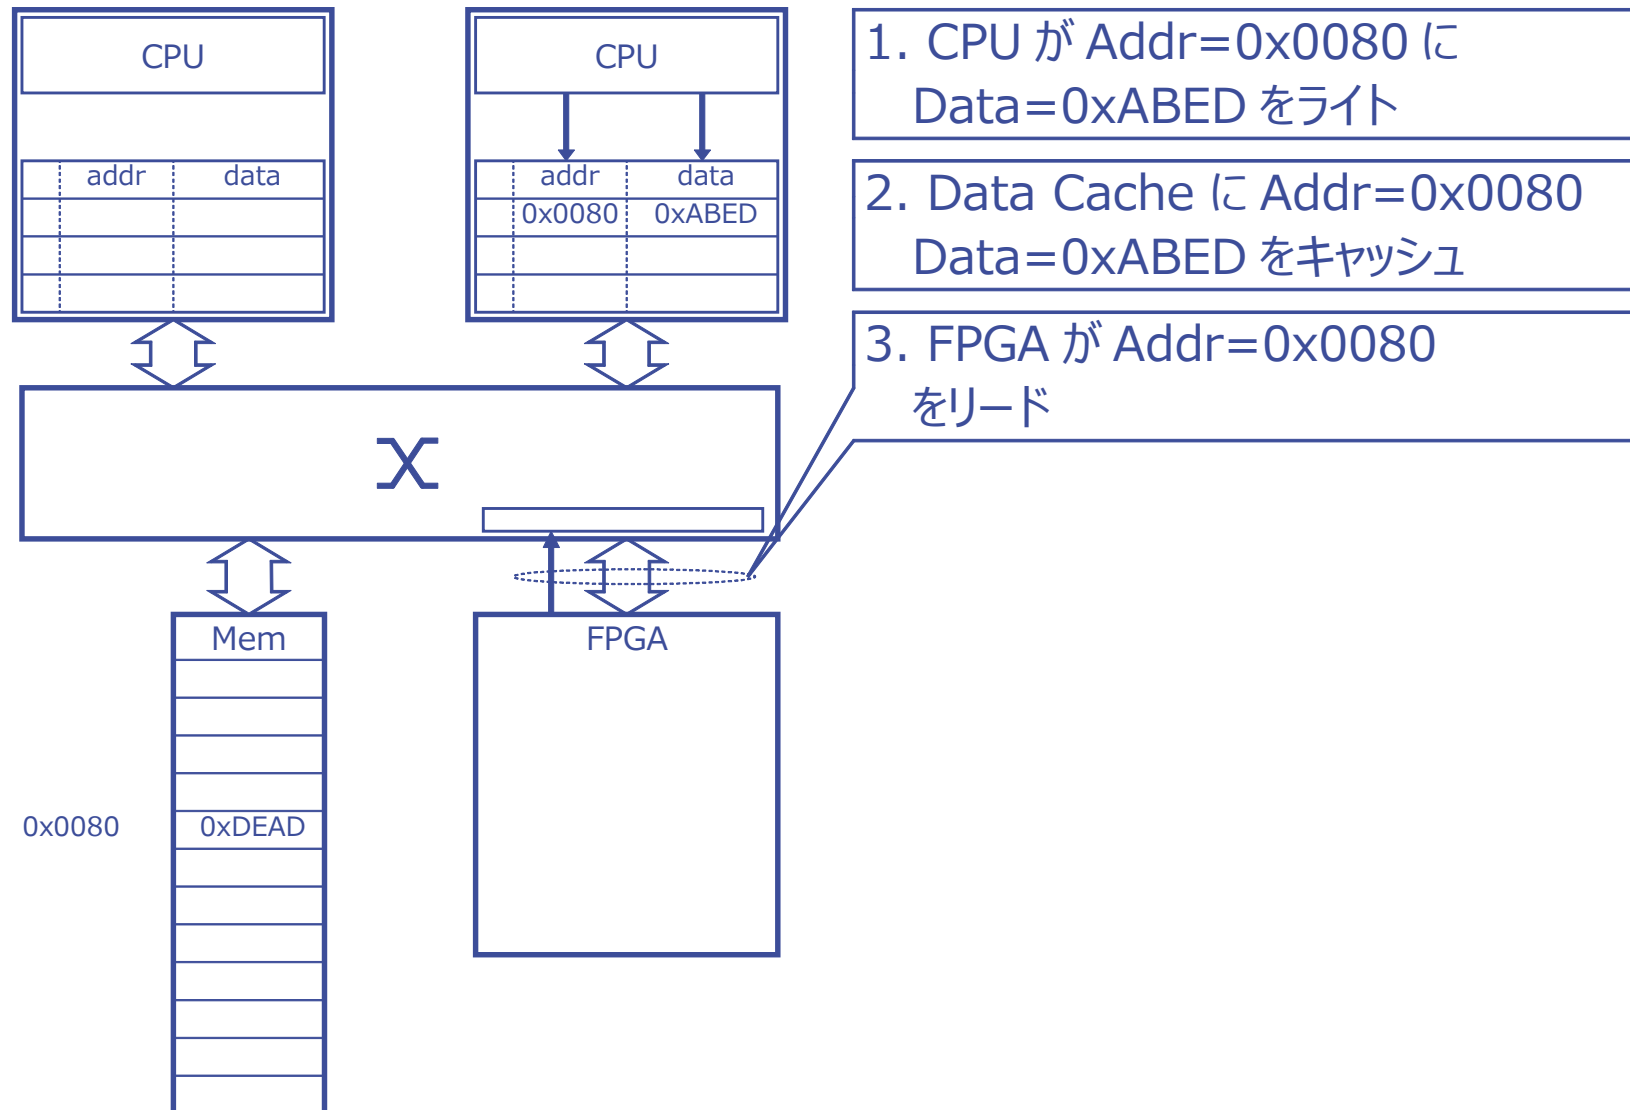 CPU
addr data
CPU
addr data
0x0080 0xABED
1. CPU が Addr=0x0080 に
Data=0xABED をライト
2. Data Cache に Addr=0x0080
Data=0xABED をキャッシュ
3. FPGA が Addr=0x0080
をリード
Mem
0x0080 0xDEAD
FPGA